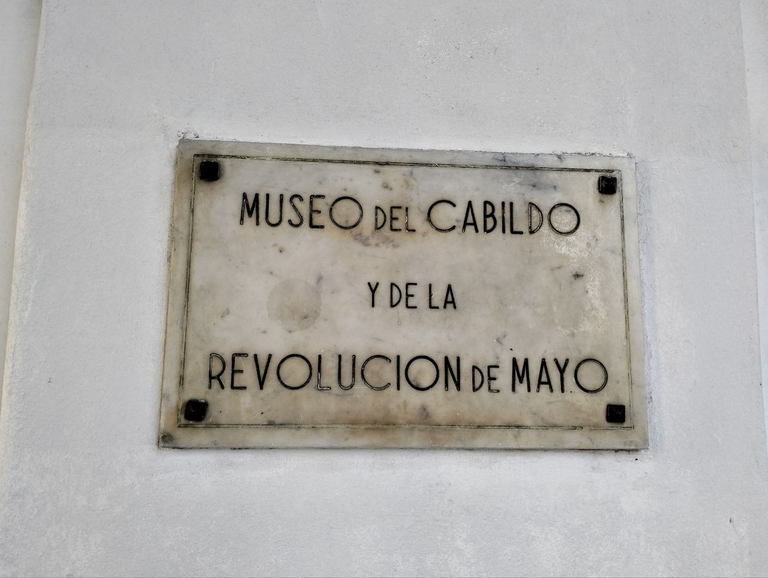 MUSEO DEL CABILDO
Y DE LA
REVOLUCION DE MAYO